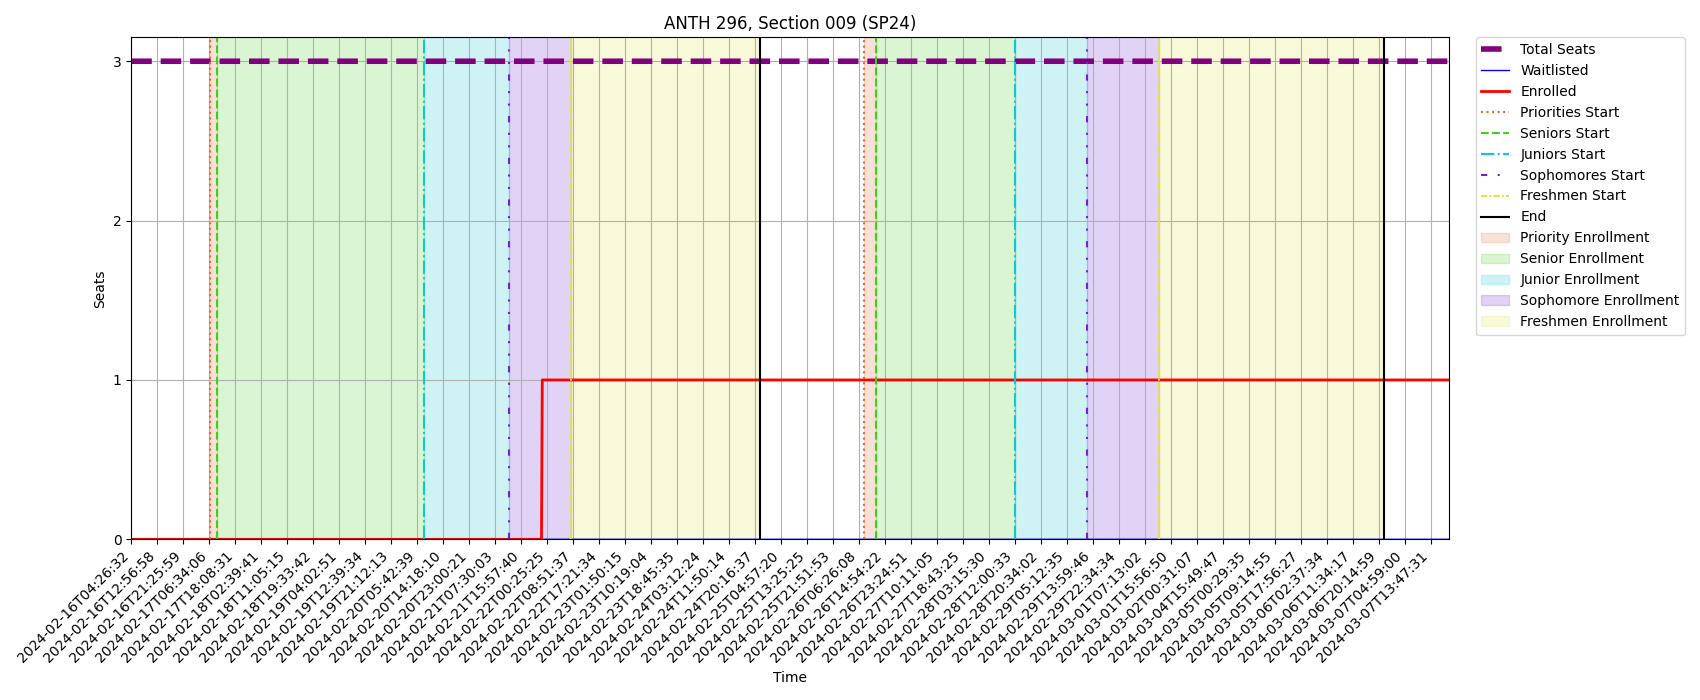 ANTH 296, Section 009 (SP24)
Seats
3
2
1
0
2024-02-16T04:26:32
2024-02-16T12:56:58
2024-02-16T21:25:59
2024-02-17T06:34:06
2024-02-17T18:08:31
2024-02-18T02:39:41
2024-02-18T11:05:15
2024-02-18T19:33:42
2024-02-19T04:02:51
2024-02-19T12:39:34
2024-02-19T21:12:13
2024-02-20T05:42:39
2024-02-20T14:18:10
2024-02-20T23:00:21
2024-02-21T07:30:03
2024-02-21T15:57:40
2024-02-22T00:25:25
2024-02-22T08:51:37
2024-02-22T17:21:34
2024-02-23T01:50:15
2024-02-23T10:19:04
2024-02-23T18:45:35
2024-02-24T03:12:24
2024-02-24T11:50:14
2024-02-24T20:16:37
2024-02-25T04:57:20
2024-02-25T13:25:25
2024-02-25T21:51:53
2024-02-26T06:26:08
2024-02-26T14:54:22
2024-02-26T23:24:51
2024-02-27T10:11:05
2024-02-27T18:43:25
2024-02-28T03:15:30
2024-02-28T12:00:33
2024-02-28T20:34:02
2024-02-29T05:12:35
2024-02-29T13:59:46
2024-02-29T22:34:34
2024-03-01T07:13:02
2024-03-01T15:56:50
2024-03-02T00:31:07
2024-03-04T15:49:47
2024-03-05T00:29:35
2024-03-05T09:14:55
2024-03-05T17:56:27
2024-03-06T02:37:34
2024-03-06T11:34:17
2024-03-06T20:14:59
2024-03-07T04:59:00
2024-03-07T13:47:31
Time
Total Seats
Waitlisted
Enrolled
Priorities Start
Seniors Start
Juniors Start
Sophomores Start
Freshmen Start
End
Priority Enrollment
Senior Enrollment
Junior Enrollment
Sophomore Enrollment
Freshmen Enrollment